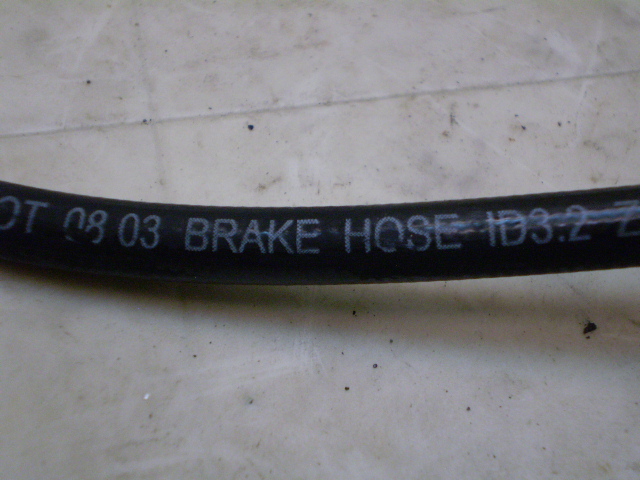 OT 08 03 BRAKE HOSE ID3.2 Z